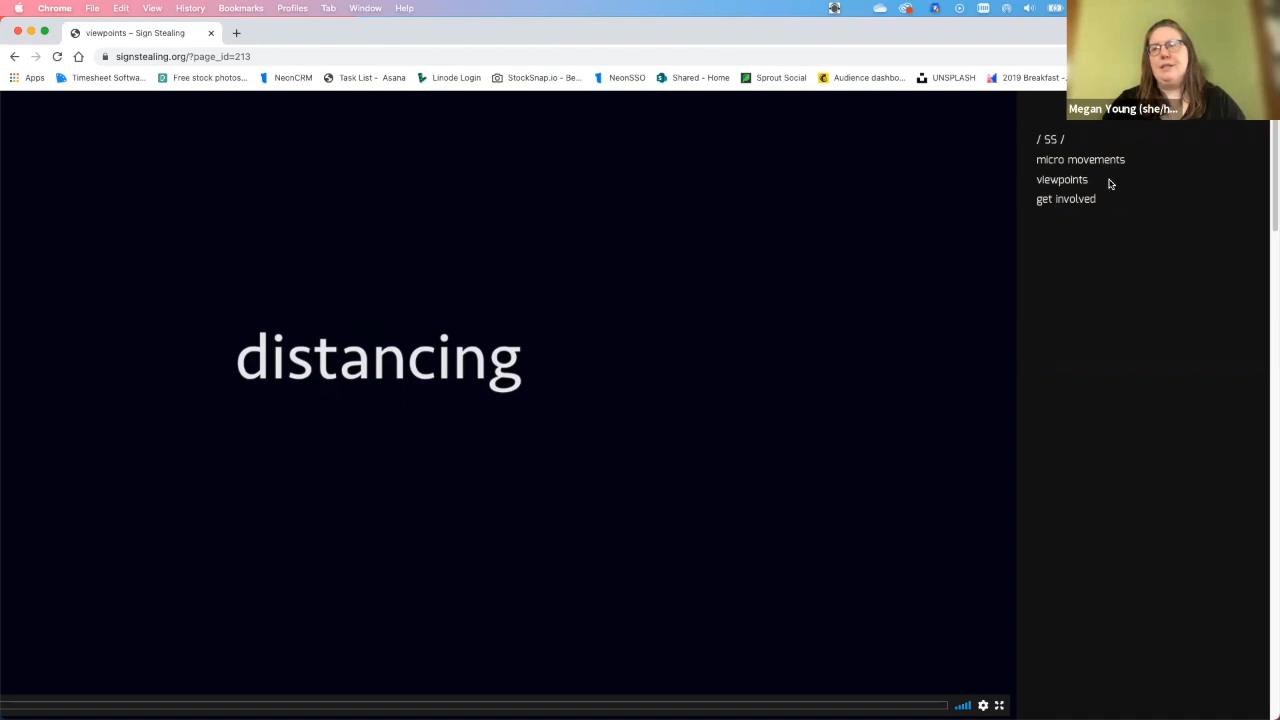 Chrome File Edit View History Bookmarks Profiles Tab Window Help
viewpoints – Sign Stealing
signstealing.org/?page_id=213
Apps Timesheet Softwa... Free stock photos... NeonCRM Task List - Asana Linode Login StockSnap.io - Be... NeonSSO Shared - Home Sprout Social Audience dashbo... UNSPLASH 2019 Breakfast -
Megan Young (she/h...
/ SS /
micro movements
viewpoints
get involved
distancing